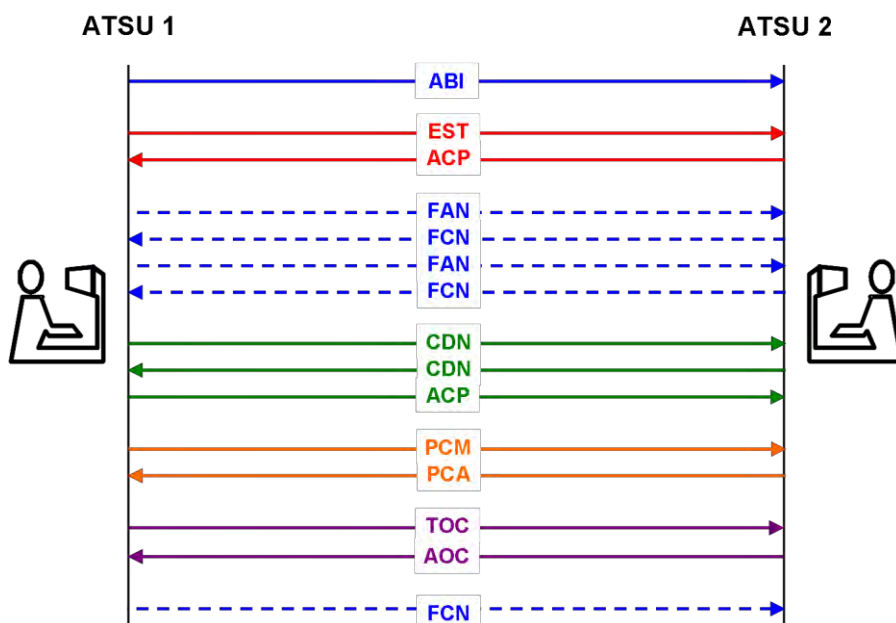 ATSU 1 ATSU 2
ABI
EST
ACP
FAN
FCN
FAN
FCN
CDN
CDN
ACP
PCM
PCA
TOC
AOC
FCN